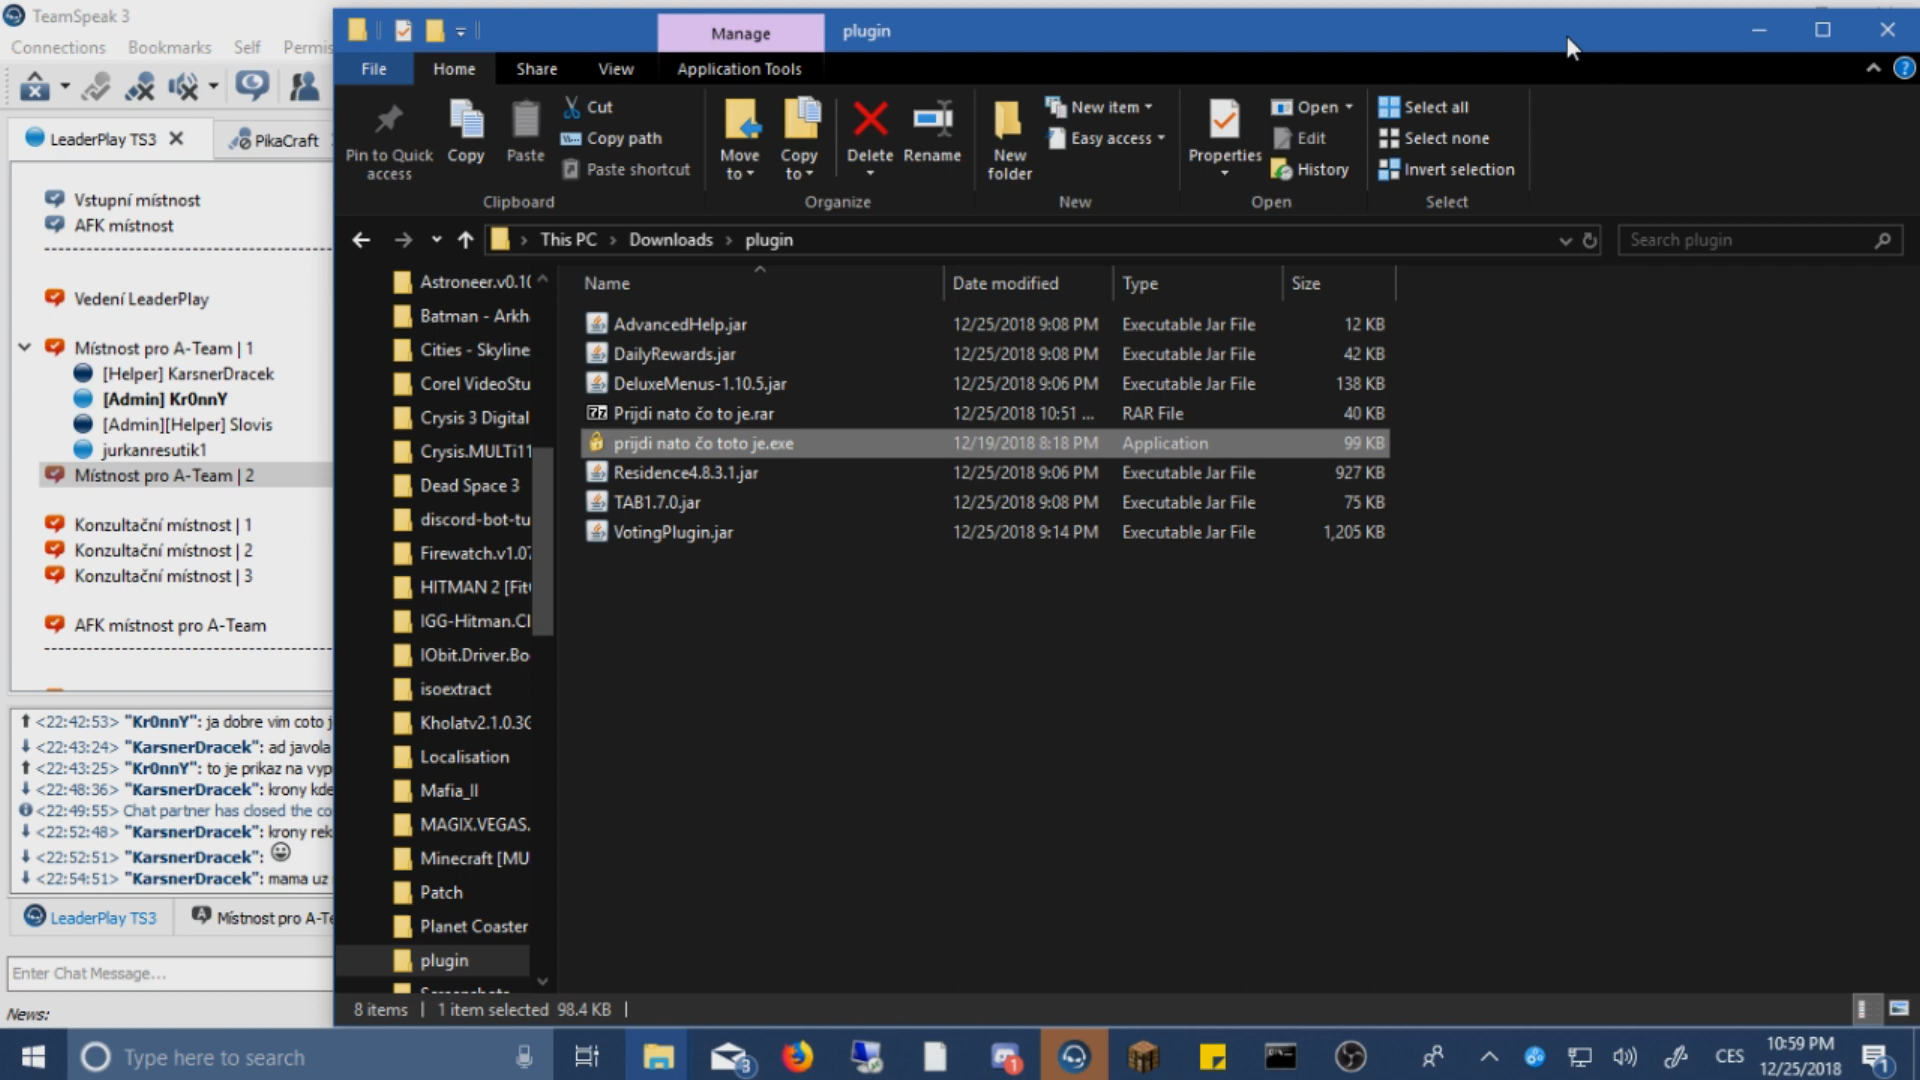 TeamSpeak 3
Connections Bookmarks Self Permis
LeaderPlay TS3
PikaCraft
Vstupní místnost
AFK místnost
Vedení LeaderPlay
Místnost pro A-Team | 1
[Helper] KarsnerDracek
[Admin] Kr0nnY
[Admin][Helper] Slovis
jurkanresutik1
Místnost pro A-Team | 2
Konzultační místnost | 1
Konzultační místnost | 2
Konzultační místnost | 3
AFK místnost pro A-Team
<22:42:53> "Kr0nnY": ja dobre vim coto j
<22:43:24> "KarsnerDracek": ad javola
<22:43:25> "Kr0nnY": to je prikaz na vyp
<22:48:36> "KarsnerDracek": krony kde
<22:49:55> Chat partner has closed the co
<22:52:48> "KarsnerDracek": krony rek
<22:52:51> "KarsnerDracek":
<22:54:51> "KarsnerDracek": mama uz
LeaderPlay TS3
Místnost pro A-Te
Enter Chat Message...
News:
Manage
plugin
File Home Share View Application Tools
Pin to Quick access
Copy
Paste
Cut
Copy path
Paste shortcut
Clipboard
Move to
Copy to
Delete
Rename
Organize
New folder
New item
Easy access
New
Properties
Open
Edit
History
Open
Select all
Select none
Invert selection
Select
This PC > Downloads > plugin
Search plugin
Astroneer.v0.10
Batman - Arkh
Cities - Skyline
Corel VideoStu
Crysis 3 Digital
Crysis.MULTi11
Dead Space 3
discord-bot-tu
Firewatch.v1.07
HITMAN 2 [Fit
IGG-Hitman.Cl
IObit.Driver.Bo
isoextract
Kholatv2.1.0.3G
Localisation
Mafia_II
MAGIX.VEGAS.
Minecraft [MU
Patch
Planet Coaster
plugin
Name Date modified Type Size
AdvancedHelp.jar 12/25/2018 9:08 PM Executable Jar File 12 KB
DailyRewards.jar 12/25/2018 9:08 PM Executable Jar File 42 KB
DeluxeMenus-1.10.5.jar 12/25/2018 9:06 PM Executable Jar File 138 KB
Prijdi nato čo to je.rar 12/25/2018 10:51 ... RAR File 40 KB
prijdi nato čo toto je.exe 12/19/2018 8:18 PM Application 99 KB
Residence4.8.3.1.jar 12/25/2018 9:06 PM Executable Jar File 927 KB
TAB1.7.0.jar 12/25/2018 9:08 PM Executable Jar File 75 KB
VotingPlugin.jar 12/25/2018 9:14 PM Executable Jar File 1,205 KB
8 items | 1 item selected 98.4 KB |
Type here to search
3
1
CES
10:59 PM
12/25/2018
1